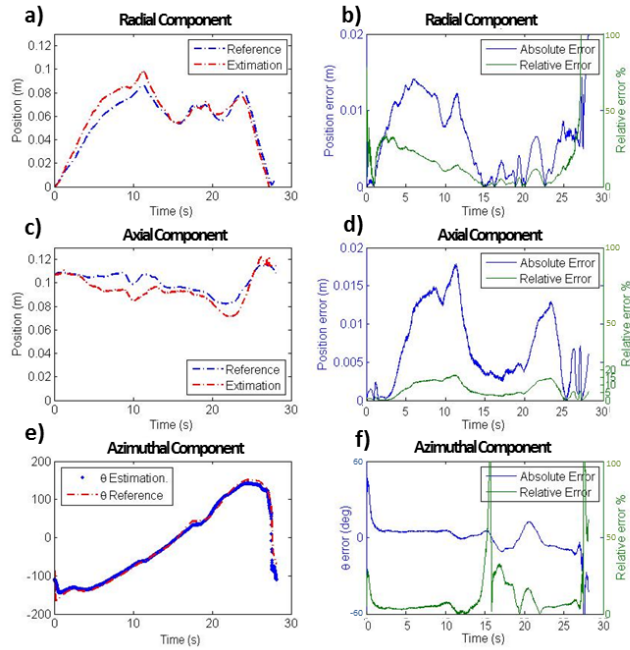 a)
Radial Component
Reference
Extimation
Position (m)
0.12
0.1
0.08
0.06
0.04
0.02
0
0 10 20 30
Time (s)
b)
Radial Component
Absolute Error
Relative Error
Position error (m)
0.02
0.01
0
0 5 10 15 20 25 30
Time (s)
100
50
0
Relative error %
c)
Axial Component
Reference
Extimation
Position (m)
0.12
0.1
0.08
0.06
0.04
0.02
0
0 10 20 30
Time (s)
d)
Axial Component
Absolute Error
Relative Error
Position error (m)
0.02
0.015
0.01
0.005
0
0 5 10 15 20 25 30
Time (s)
100
50
20
15
10
5
0
Relative error %
e)
Azimuthal Component
θ Estimation.
θ Reference
200
100
0
-100
-200
0 10 20 30
Time (s)
f)
Azimuthal Component
Absolute Error
Relative Error
θ error (deg)
60
0
-60
0 5 10 15 20 25 30
Time (s)
100
50
0
Relative error %